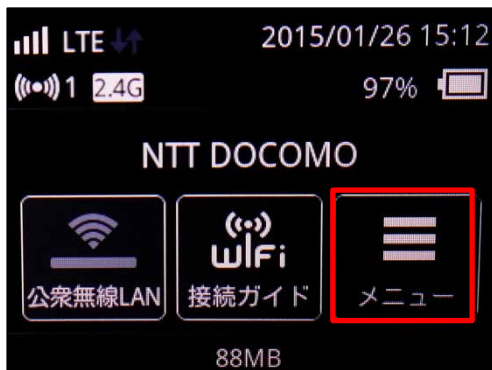 LTE 2015/01/26 15:12
1 2.4G 97%
NTT DOCOMO
WiFi
公衆無線LAN 接続ガイド メニュー
88MB